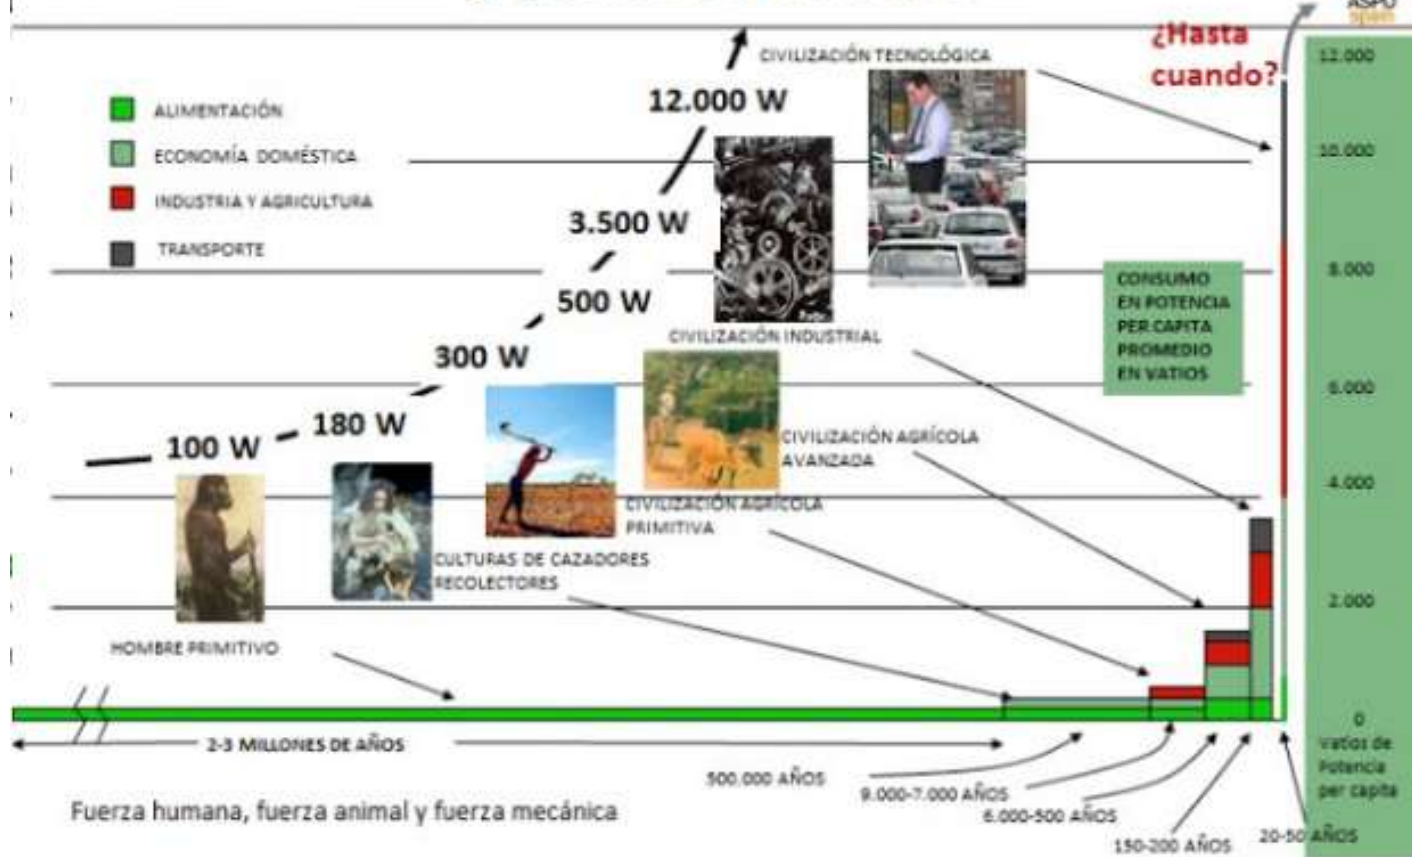 ASPO
spain
¿Hasta
cuando?
CIVILIZACIÓN TECNOLÓGICA
12.000
12.000 W
ALIMENTACIÓN
ECONOMÍA DOMÉSTICA
10.000
INDUSTRIA Y AGRICULTURA
3.500 W
TRANSPORTE
8.000
CONSUMO
EN POTENCIA
PER.CAPITA
PROMEDIO
EN VATIOS
500 W
CIVILIZACIÓN INDUSTRIAL
300 W
6.000
180 W
100 W
CIVILIZACIÓN AGRÍCOLA
AVANZADA
4.000
CIVILIZACIÓN AGRÍCOLA
PRIMITIVA
CULTURAS DE CAZADORES
RECOLECTORES
2.000
HOMBRE PRIMITIVO
0
Vatios de
Potencia
per capita
2-3 MILLONES DE AÑOS
500.000 AÑOS
9.000-7.000 AÑOS
6.000-500 AÑOS
150-200 AÑOS
20-50 AÑOS
Fuerza humana, fuerza animal y fuerza mecánica